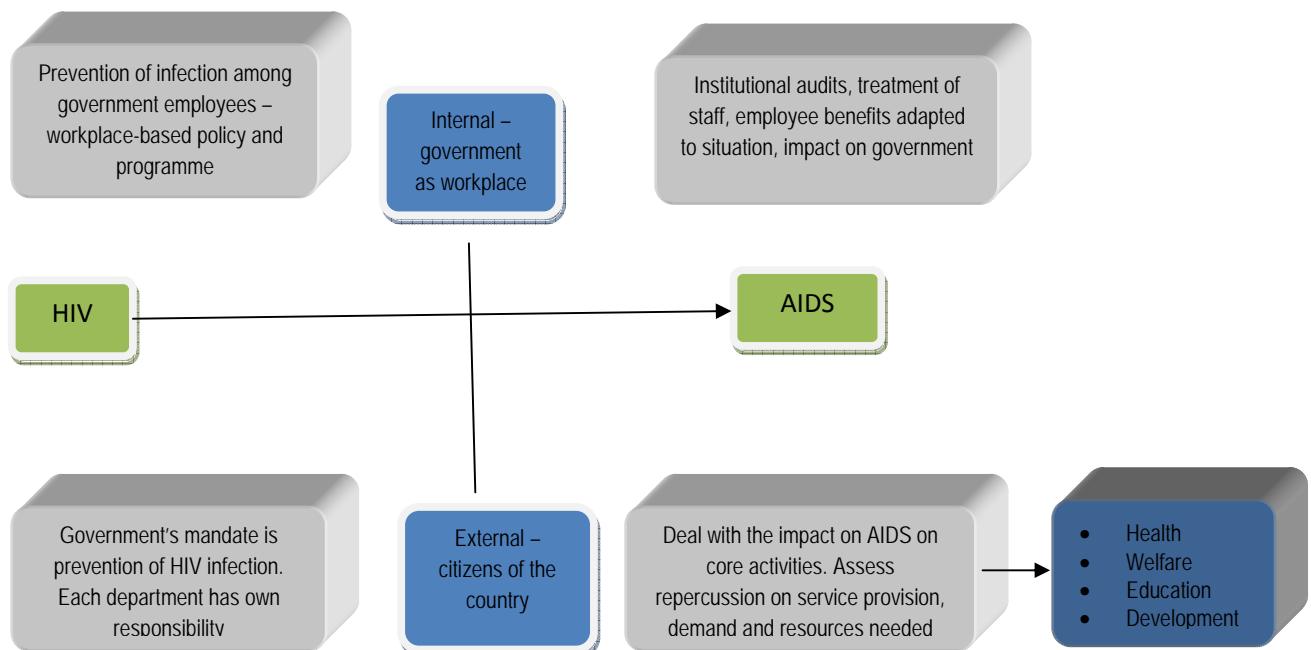 Prevention of infection among
government employees –
workplace-based policy and
programme
Internal –
government
as workplace
Institutional audits, treatment of
staff, employee benefits adapted
to situation, impact on government
HIV
AIDS
Government’s mandate is
prevention of HIV infection.
Each department has own
responsibility
External –
citizens of the
country
Deal with the impact on AIDS on
core activities. Assess
repercussion on service provision,
demand and resources needed
• Health
• Welfare
• Education
• Development